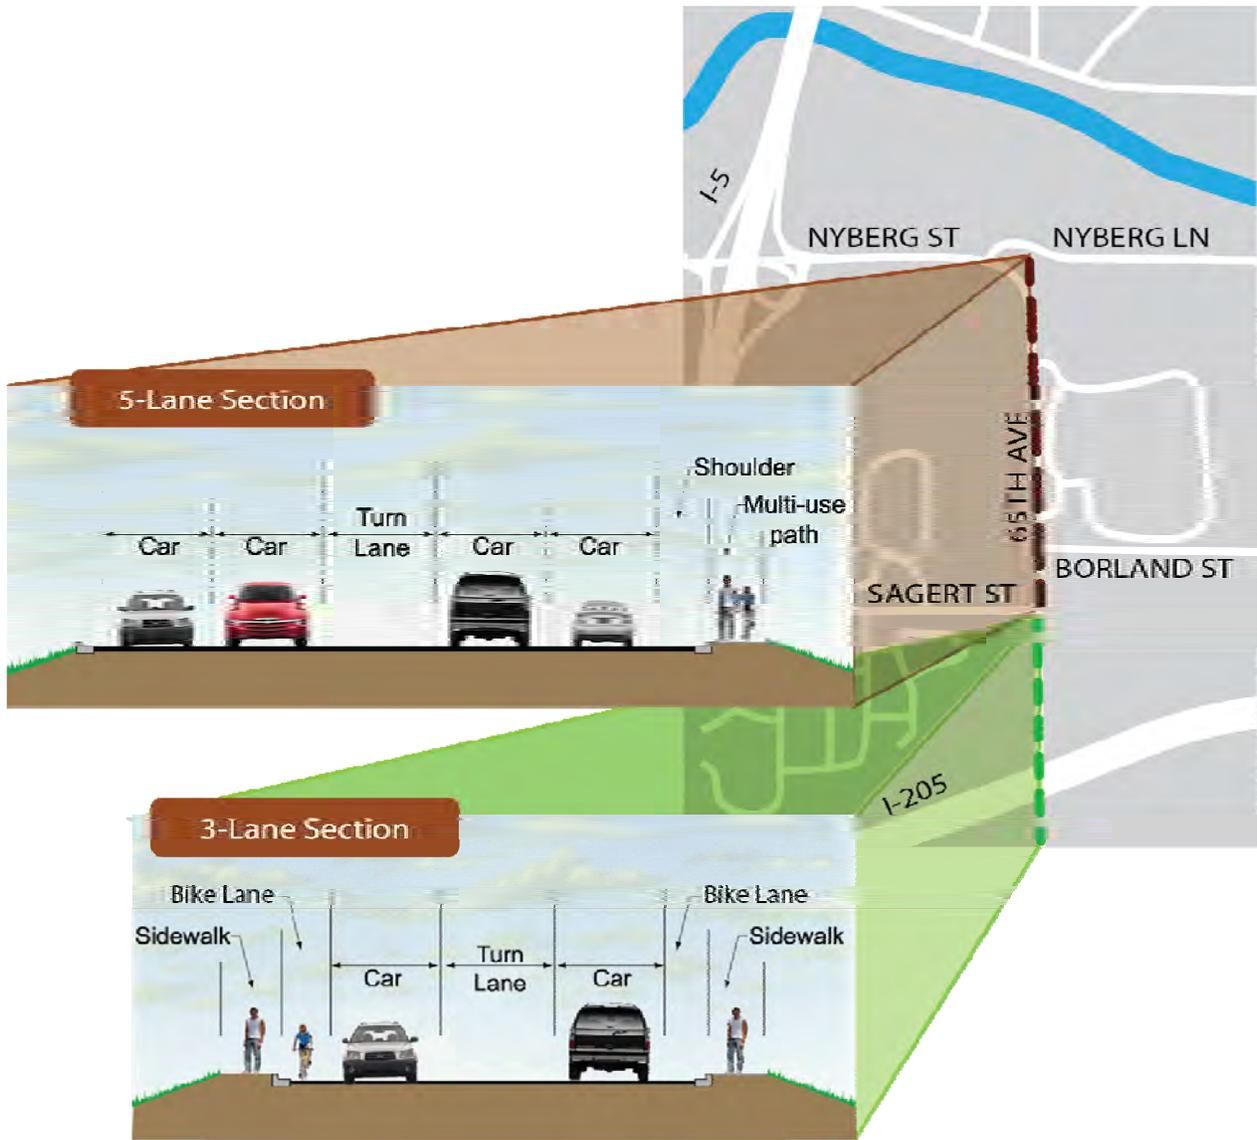 I-5
NYBERG ST
NYBERG LN
5-Lane Section
65TH AVE
Shoulder
Multi-use
path
Turn
Lane
Car
Car
Car
Car
SAGERT ST
BORLAND ST
I-205
3-Lane Section
Bike Lane
Bike Lane
Sidewalk
Sidewalk
Turn
Lane
Car
Car